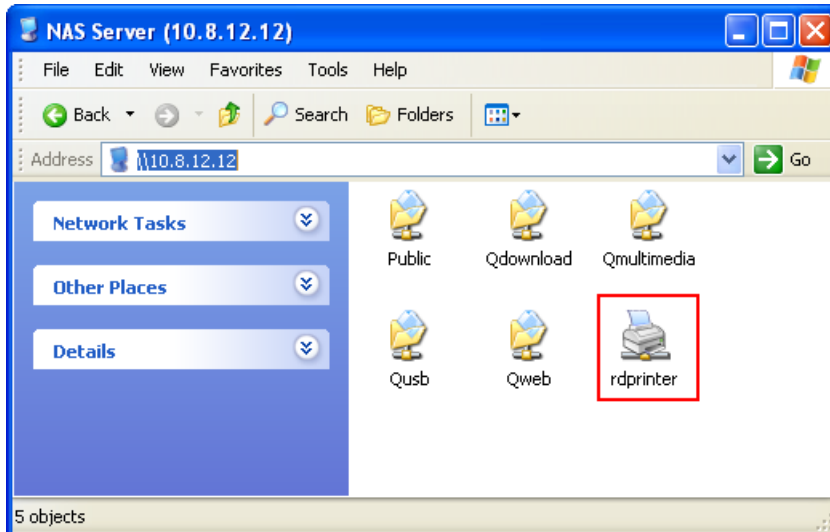 NAS Server (10.8.12.12)
File Edit View Favorites Tools Help
Back Search Folders
Address \\10.8.12.12 Go
Network Tasks
Other Places
Details
Public Qdownload Qmultimedia
Qusb Qweb rdprinter
5 objects